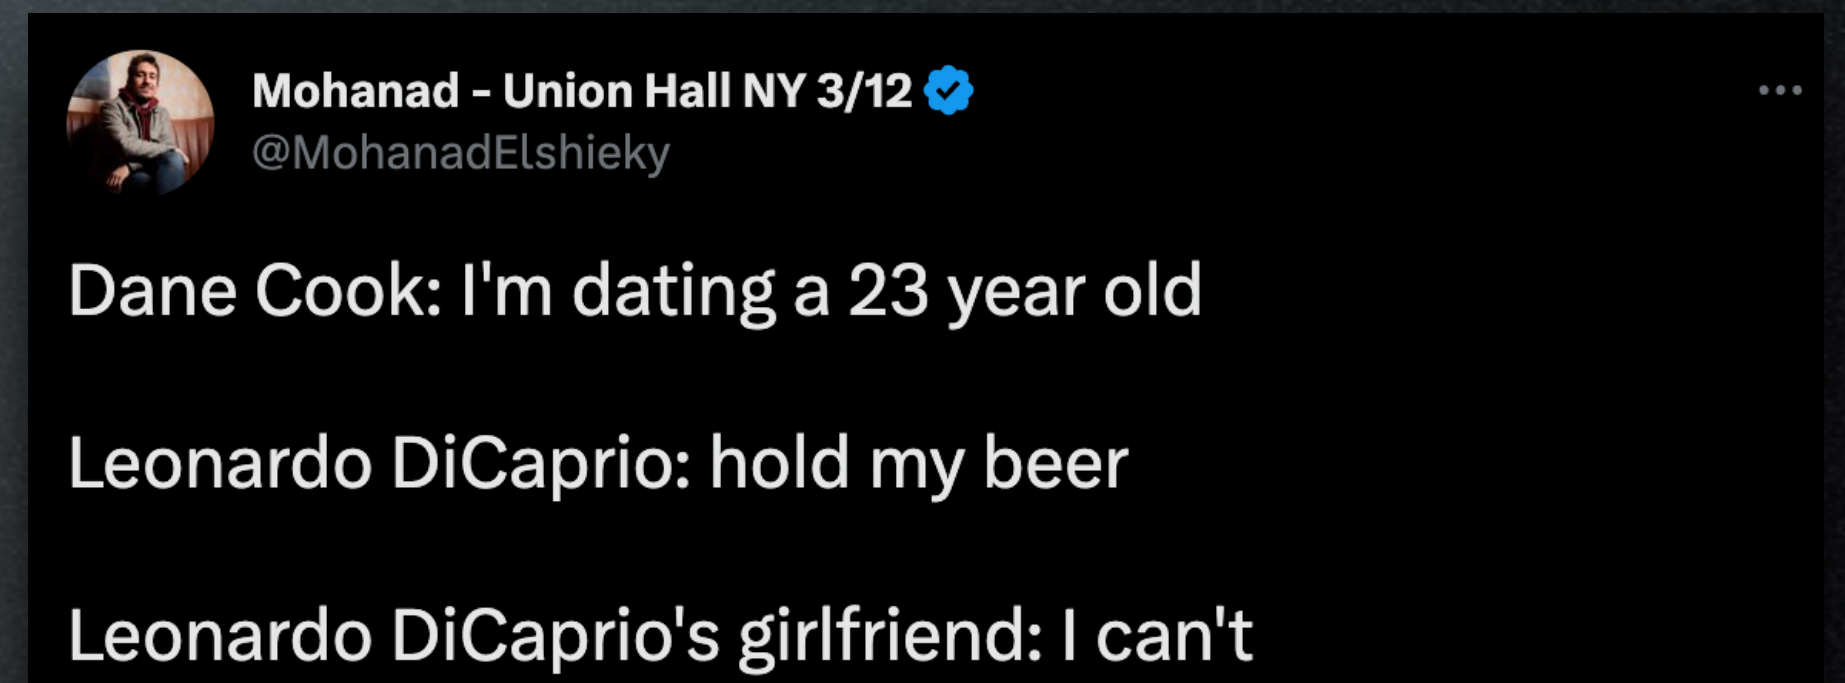 Mohanad - Union Hall NY 3/12
@MohanadElshieky
Dane Cook: I'm dating a 23 year old
Leonardo DiCaprio: hold my beer
Leonardo DiCaprio's girlfriend: I can't